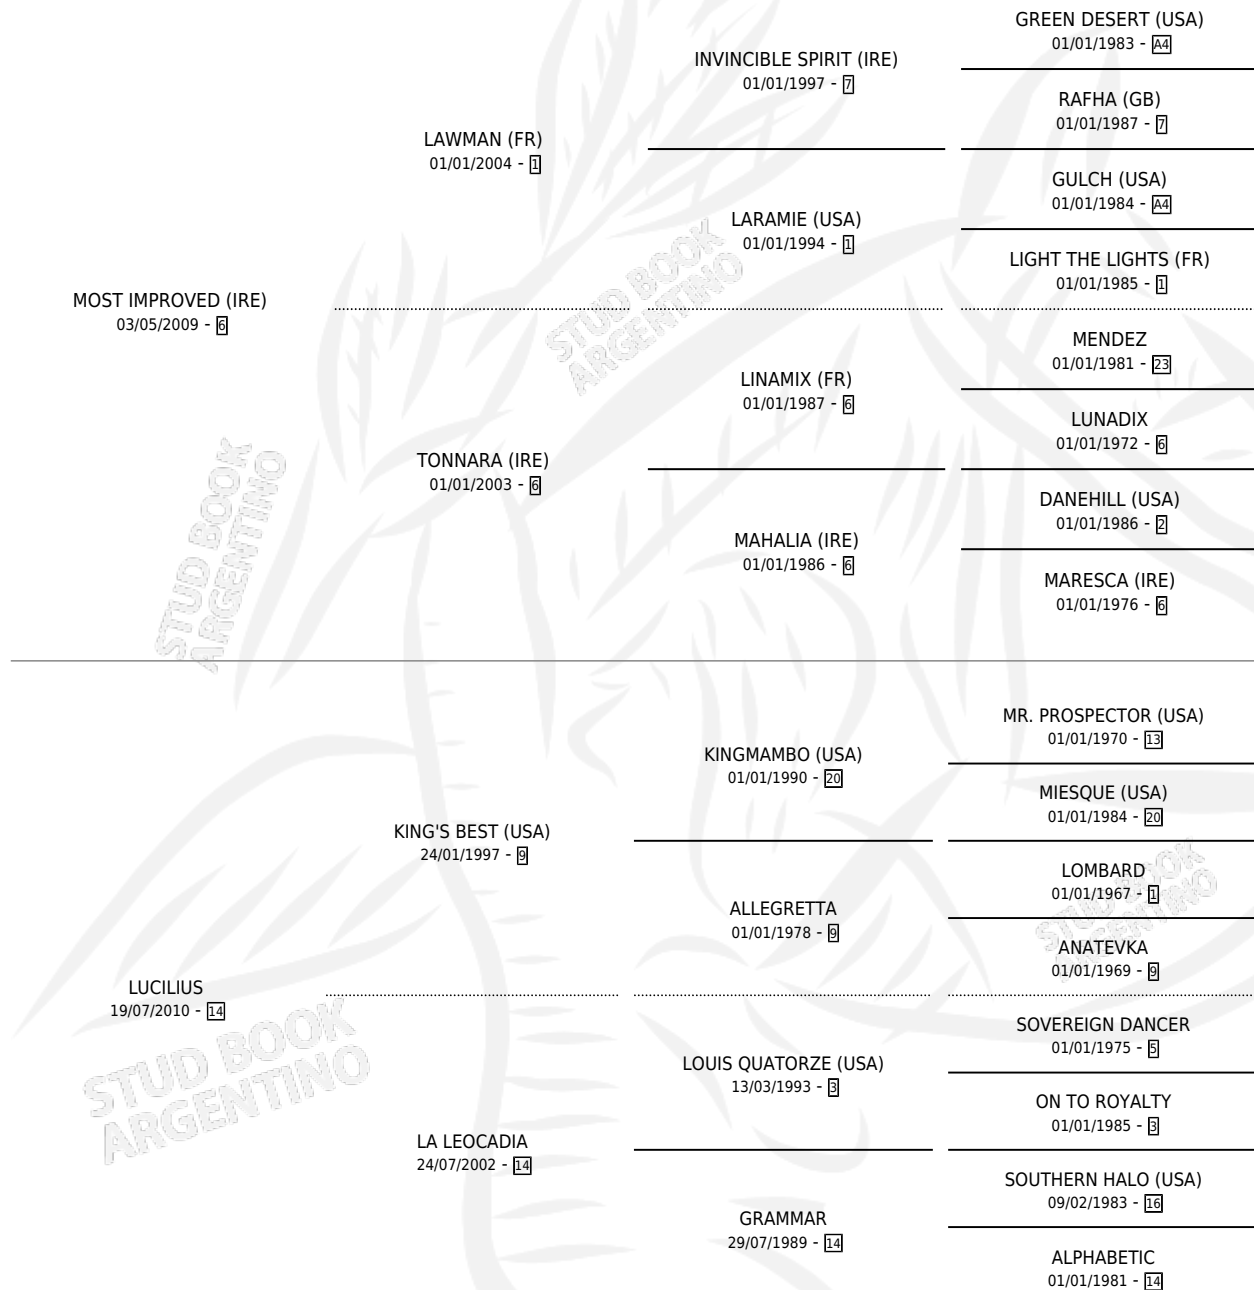 GREEN DESERT (USA)
01/01/1983 - A4
INVINCIBLE SPIRIT (IRE)
01/01/1997 - 7
RAFHA (GB)
01/01/1987 - 7
LAWMAN (FR)
01/01/2004 - 1
GULCH (USA)
01/01/1984 - A4
LARAMIE (USA)
01/01/1994 - 1
LIGHT THE LIGHTS (FR)
01/01/1985 - 1
MOST IMPROVED (IRE)
03/05/2009 - 6
MENDEZ
01/01/1981 - 23
LINAMIX (FR)
01/01/1987 - 6
LUNADIX
01/01/1972 - 6
TONNARA (IRE)
01/01/2003 - 6
DANEHILL (USA)
01/01/1986 - 2
MAHALIA (IRE)
01/01/1986 - 6
MARESCA (IRE)
01/01/1976 - 6
MR. PROSPECTOR (USA)
01/01/1970 - 13
KINGMAMBO (USA)
01/01/1990 - 20
MIESQUE (USA)
01/01/1984 - 20
KING'S BEST (USA)
24/01/1997 - 9
LOMBARD
01/01/1967 - 1
ALLEGRETTA
01/01/1978 - 9
ANATEVKA
01/01/1969 - 9
LUCILIUS
19/07/2010 - 14
SOVEREIGN DANCER
01/01/1975 - 5
LOUIS QUATORZE (USA)
13/03/1993 - 3
ON TO ROYALTY
01/01/1985 - 3
LA LEOCADIA
24/07/2002 - 14
SOUTHERN HALO (USA)
09/02/1983 - 16
GRAMMAR
29/07/1989 - 14
ALPHABETIC
01/01/1981 - 14
STUD BOOK
ARGENTINO
STUD BOOK
ARGENTINO
STUD BOOK
ARGENTINO
STUD BOOK
ARGENTINO